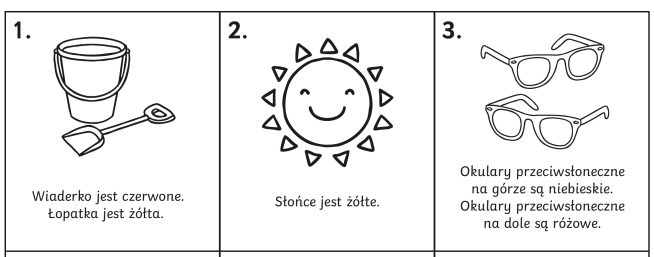 1.
Wiaderko jest czerwone.
Łopatka jest żółta.
2.
Słońce jest żółte.
3.
Okulary przeciwsłoneczne
na górze są niebieskie.
Okulary przeciwsłoneczne
na dole są różowe.